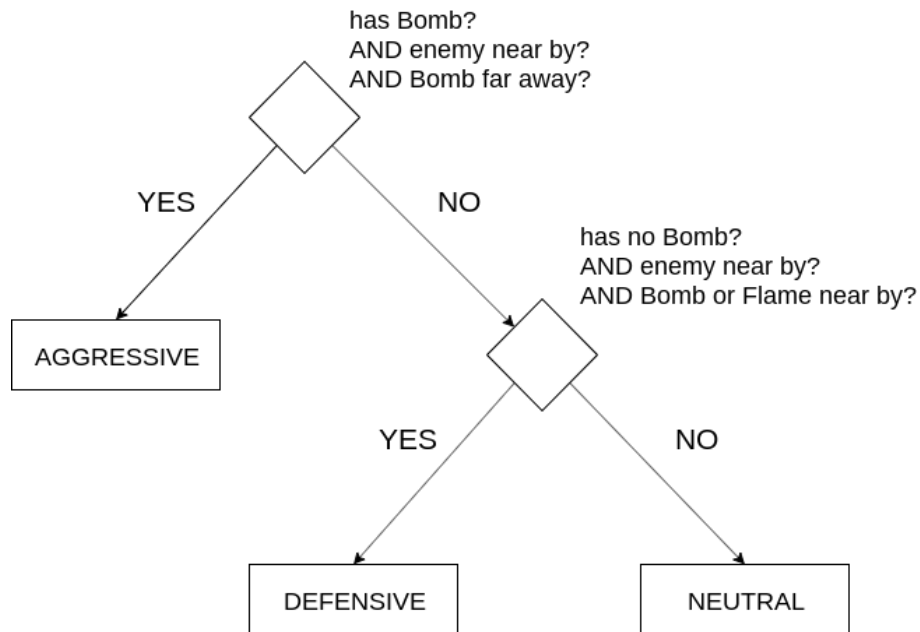 has Bomb?
AND enemy near by?
AND Bomb far away?
YES
NO
has no Bomb?
AND enemy near by?
AND Bomb or Flame near by?
AGGRESSIVE
YES
NO
DEFENSIVE
NEUTRAL